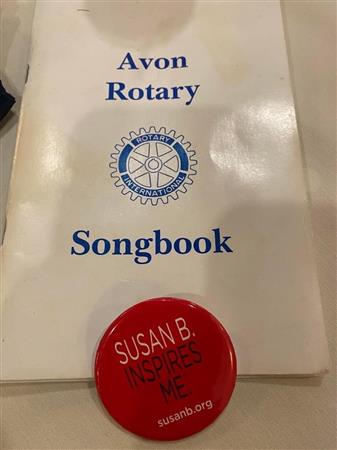 Avon
Rotary
ROTARY
INTERNATIONAL
Songbook
SUSAN B.
INSPIRES
ME.
susanb.org